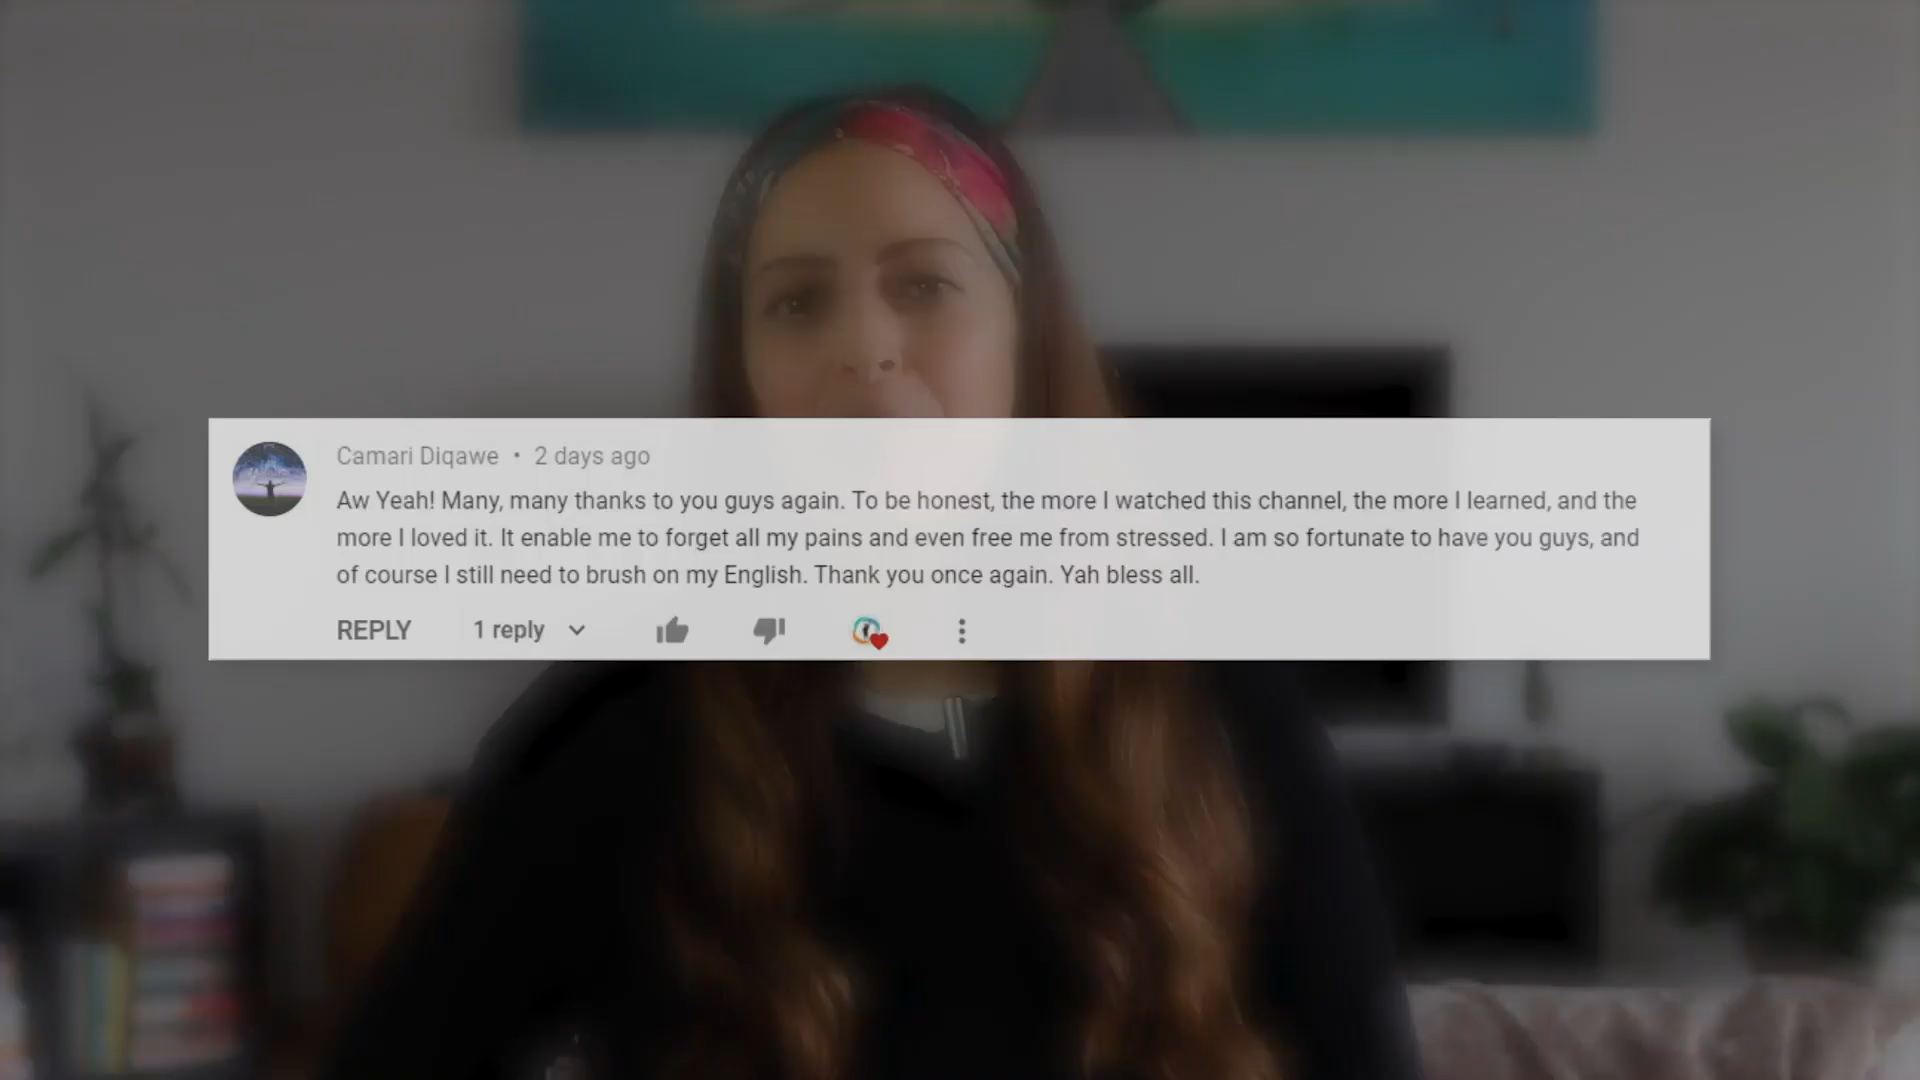 Camari Diqawe • 2 days ago
Aw Yeah! Many, many thanks to you guys again. To be honest, the more I watched this channel, the more I learned, and the
more I loved it. It enable me to forget all my pains and even free me from stressed. I am so fortunate to have you guys, and
of course I still need to brush on my English. Thank you once again. Yah bless all.
REPLY 1 reply